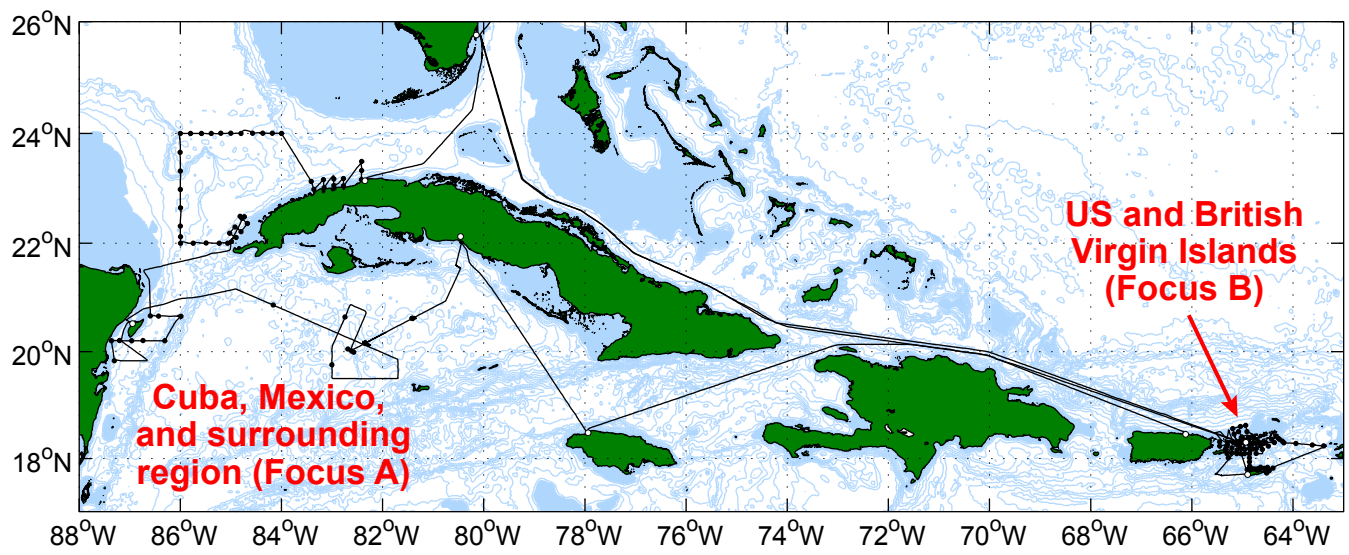 26°N
24°N
22°N
20°N
18°N
US and British
Virgin Islands
(Focus B)
Cuba, Mexico,
and surrounding
region (Focus A)
88°W 86°W 84°W 82°W 80°W 78°W 76°W 74°W 72°W 70°W 68°W 66°W 64°W